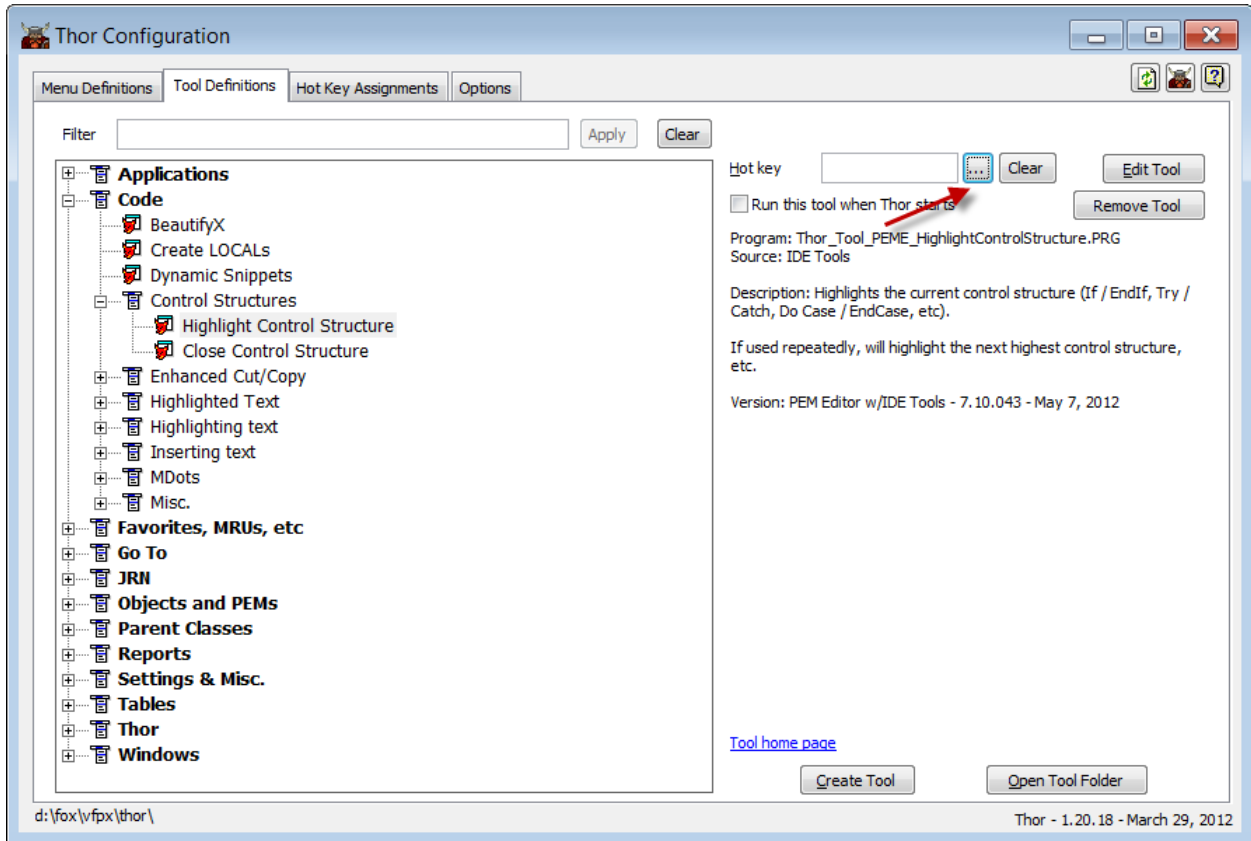 Thor Configuration
Menu Definitions Tool Definitions Hot Key Assignments Options
Filter Apply Clear
Applications
Code
BeautifyX
Create LOCALs
Dynamic Snippets
Control Structures
Highlight Control Structure
Close Control Structure
Enhanced Cut/Copy
Highlighted Text
Highlighting text
Inserting text
MDots
Misc.
Favorites, MRUs, etc
Go To
JRN
Objects and PEMs
Parent Classes
Reports
Settings & Misc.
Tables
Thor
Windows
Hot key ... Clear Edit Tool
Run this tool when Thor starts Remove Tool
Program: Thor_Tool_PEME_HighlightControlStructure.PRG
Source: IDE Tools
Description: Highlights the current control structure (If / EndIf, Try /
Catch, Do Case / EndCase, etc).
If used repeatedly, will highlight the next highest control structure,
etc.
Version: PEM Editor w/IDE Tools - 7.10.043 - May 7, 2012
Tool home page
Create Tool Open Tool Folder
d:\fox\vfpx\thor\ Thor - 1.20.18 - March 29, 2012